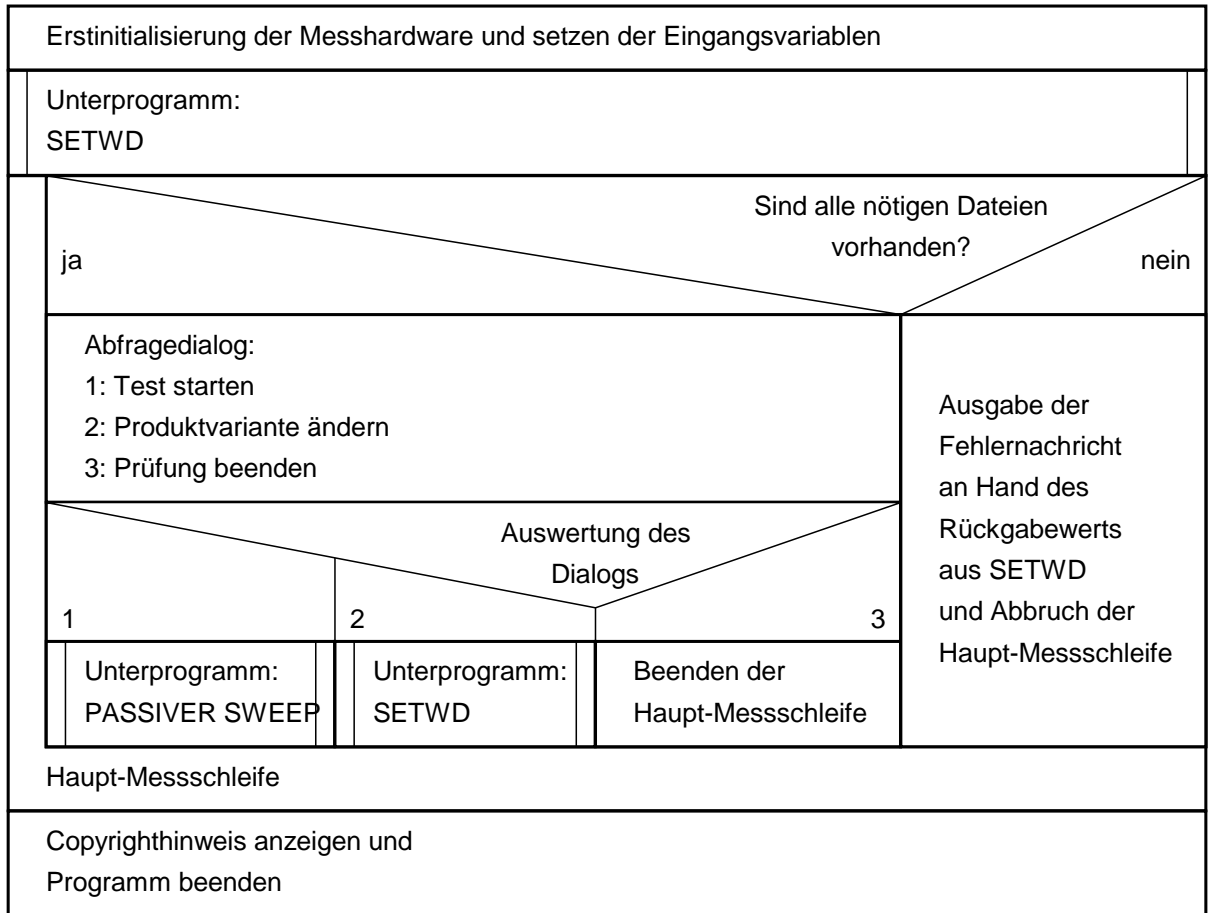 Erstinitialisierung der Messhardware und setzen der Eingangsvariablen
Unterprogramm:
SETWD
Sind alle nötigen Dateien
vorhanden?
ja
nein
Abfragedialog:
1: Test starten
2: Produktvariante ändern
3: Prüfung beenden
Auswertung des
Dialogs
1
2
3
Unterprogramm:
PASSIVER SWEEP
Unterprogramm:
SETWD
Beenden der
Haupt-Messschleife
Ausgabe der
Fehlernachricht
an Hand des
Rückgabewerts
aus SETWD
und Abbruch der
Haupt-Messschleife
Haupt-Messschleife
Copyrighthinweis anzeigen und
Programm beenden